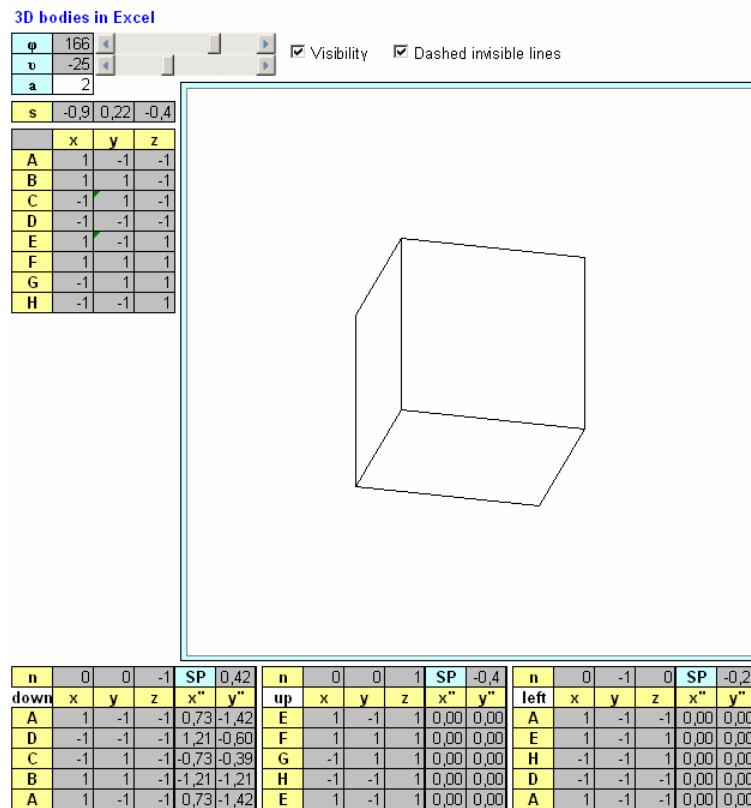 3D bodies in Excel
φ 166
Visibility Dashed invisible lines
υ -25
a 2
s -0,9 0,22 -0,4
x y z
A 1 -1 -1
B 1 1 -1
C -1 1 -1
D -1 -1 -1
E 1 -1 1
F 1 1 1
G -1 1 1
H -1 -1 1
n 0 0 -1 SP 0,42 n 0 0 1 SP -0,4 n 0 -1 0 SP -0,2
down x y z x" y" up x y z x" y" left x y z x" y"
A 1 -1 -1 0,73 -1,42 E 1 -1 1 0,00 0,00 A 1 -1 -1 0,00 0,00
D -1 -1 -1 1,21 -0,60 F 1 1 1 0,00 0,00 E 1 -1 1 0,00 0,00
C -1 1 -1 -0,73 -0,39 G -1 1 1 0,00 0,00 H -1 -1 1 0,00 0,00
B 1 1 -1 -1,21 -1,21 H -1 -1 1 0,00 0,00 D -1 -1 -1 0,00 0,00
A 1 -1 -1 0,73 -1,42 E 1 -1 1 0,00 0,00 A 1 -1 -1 0,00 0,00